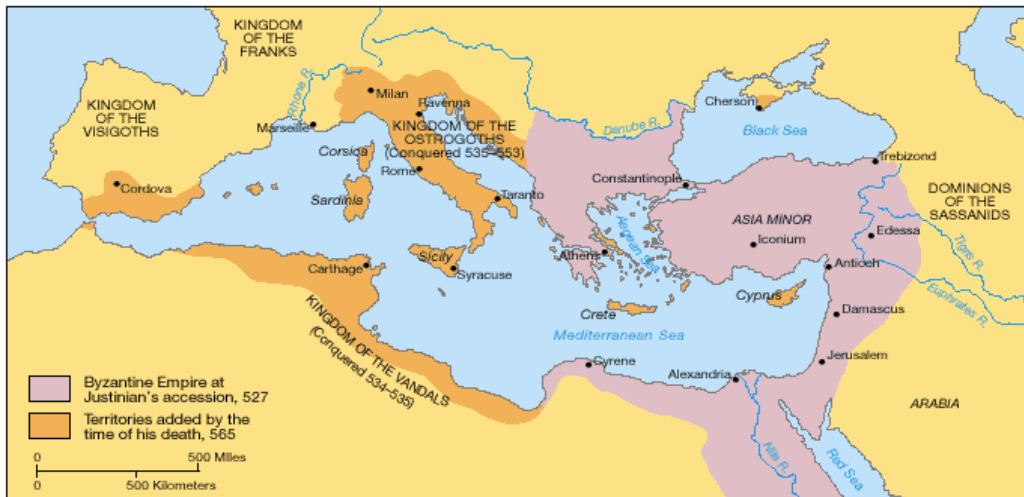 KINGDOM
OF THE
FRANKS
KINGDOM
OF THE
VISIGOTHS
Rhone R.
Milan
Ravenna
Marseille
KINGDOM OF THE
OSTROGOTHS
(Conquered 535–553)
Corsica
Rome
Cordova
Sardinia
Taranto
Danube R.
Cherson
Black Sea
Trebizond
Constantinople
DOMINIONS
OF THE
SASSANIDS
ASIA MINOR
Iconium
Edessa
Tigris R.
Aegean Sea
Athens
Antioch
Euphrates R.
Sicily
Carthage
Syracuse
Cyprus
Crete
Damascus
Mediterranean Sea
KINGDOM OF THE VANDALS
(Conquered 534–535)
Cyrene
Jerusalem
Alexandria
ARABIA
Nile R.
Red Sea
Byzantine Empire at
Justinian's accession, 527
Territories added by the
time of his death, 565
0 500 Miles
0 500 Kilometers